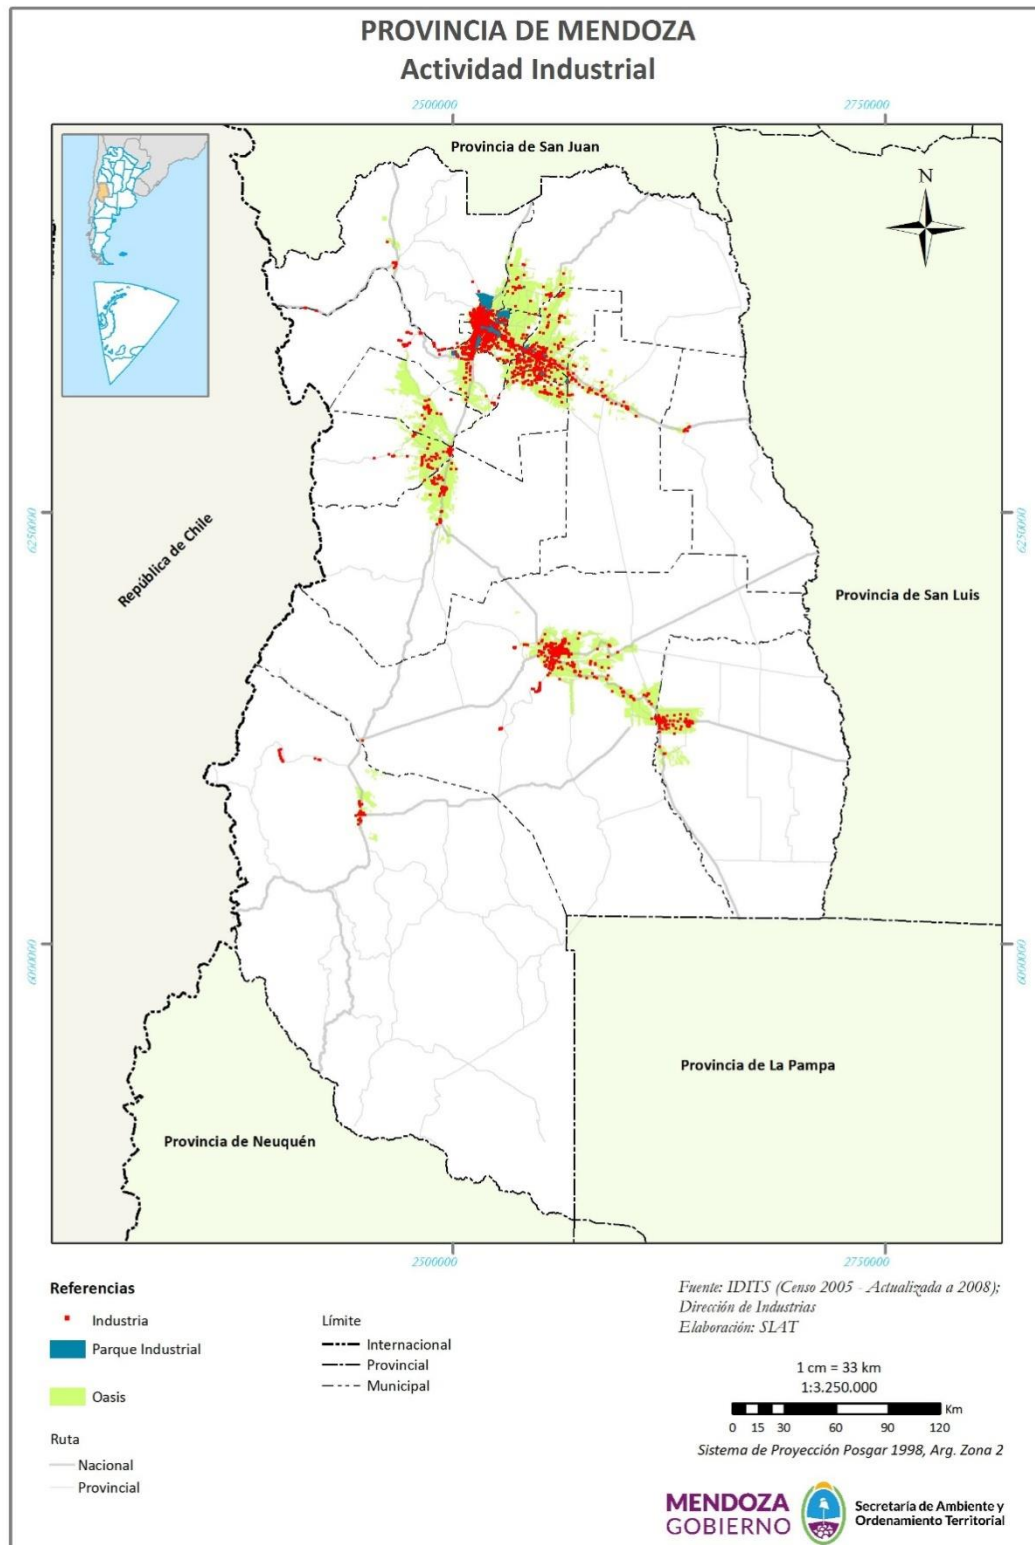 PROVINCIA DE MENDOZA
Actividad Industrial
2500000
2750000
Provincia de San Juan
N
6250000
6250000
República de Chile
Provincia de San Luis
6000000
6000000
Provincia de La Pampa
Provincia de Neuquén
2500000
2750000
Referencias
Industria
Parque Industrial
Oasis
Ruta
Nacional
Provincial
Límite
Internacional
Provincial
Municipal
Fuente: IDITS (Censo 2005 - Actualizada a 2008);
Dirección de Industrias
Elaboración: SLAT
1 cm = 33 km
1:3.250.000
Km
0 15 30 60 90 120
Sistema de Proyección Posgar 1998, Arg. Zona 2
MENDOZA
GOBIERNO
Secretaría de Ambiente y
Ordenamiento Territorial